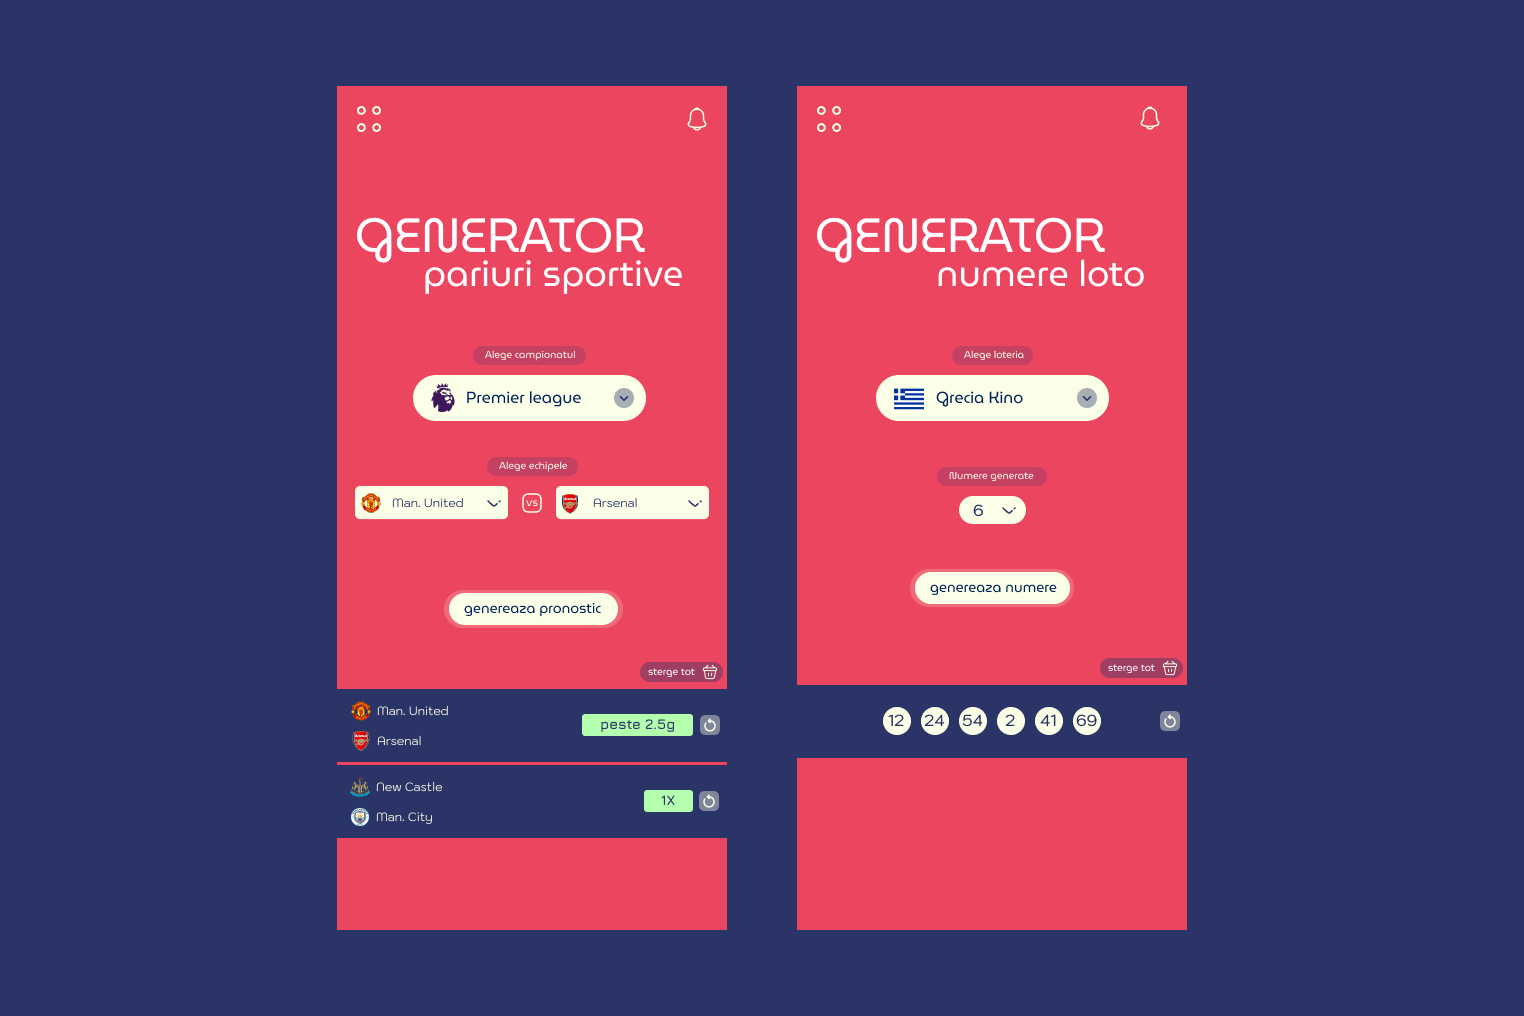 GENERATOR
pariuri sportive
Alege campionatul
Premier league
Alege echipele
Man. United
VS
Arsenal
genereaza pronostic
sterge tot
Man. United
Arsenal
peste 2.5g
New Castle
Man. City
1X
GENERATOR
numere loto
Alege loteria
Grecia Kino
Numere generate
6
genereaza numere
sterge tot
12 24 54 2 41 69